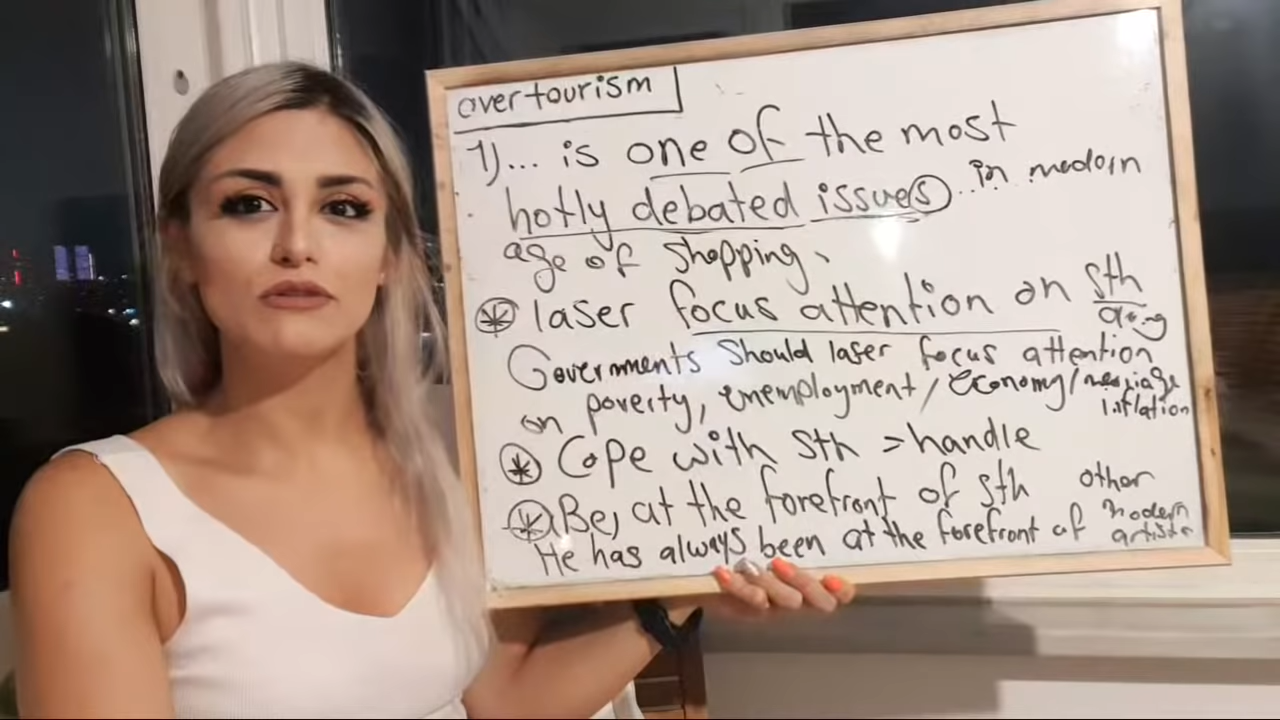 overtourism
1)... is one of the most
hotly debated issues ...in modern
age of shopping.
laser focus attention on sth
doing
Governments should laser focus attention
on poverty, unemployment/economy/
inflation
Cope with sth = handle
Be, at the forefront of sth
He has always been at the forefront of other
modern
artists